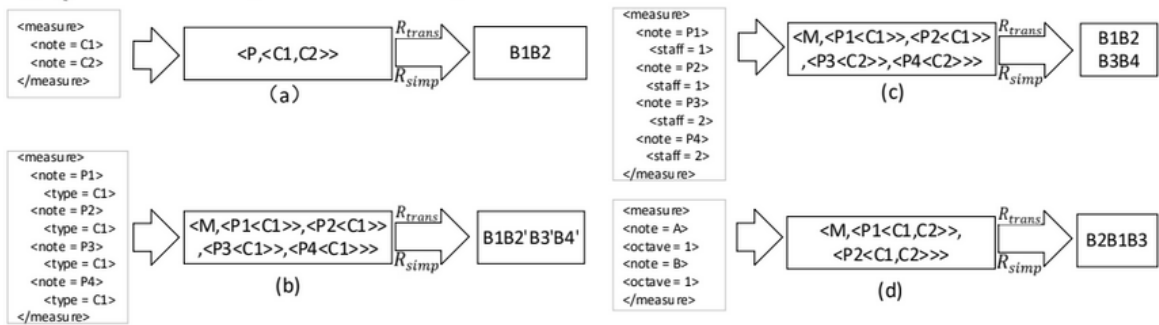 <measure>
<note = C1>
<note = C2>
</measure>
<P,<C1,C2>>
R_trans
R_simp
B1B2
(a)
<measure>
<note = P1>
<type = C1>
<note = P2>
<type = C1>
<note = P3>
<type = C1>
<note = P4>
<type = C1>
</measure>
<M,<P1<C1>>,<P2<C1>>
,<P3<C1>>,<P4<C1>>>
R_trans
R_simp
B1B2'B3'B4'
(b)
<measure>
<note = P1>
<staff = 1>
<note = P2>
<staff = 1>
<note = P3>
<staff = 2>
<note = P4>
<staff = 2>
</measure>
<M,<P1<C1>>,<P2<C1>>
,<P3<C2>>,<P4<C2>>>
R_trans
R_simp
B1B2
B3B4
(c)
<measure>
<note = A>
<octave = 1>
<note = B>
<octave = 1>
</measure>
<M,<P1<C1,C2>>,
<P2<C1,C2>>>
R_trans
R_simp
B2B1B3
(d)